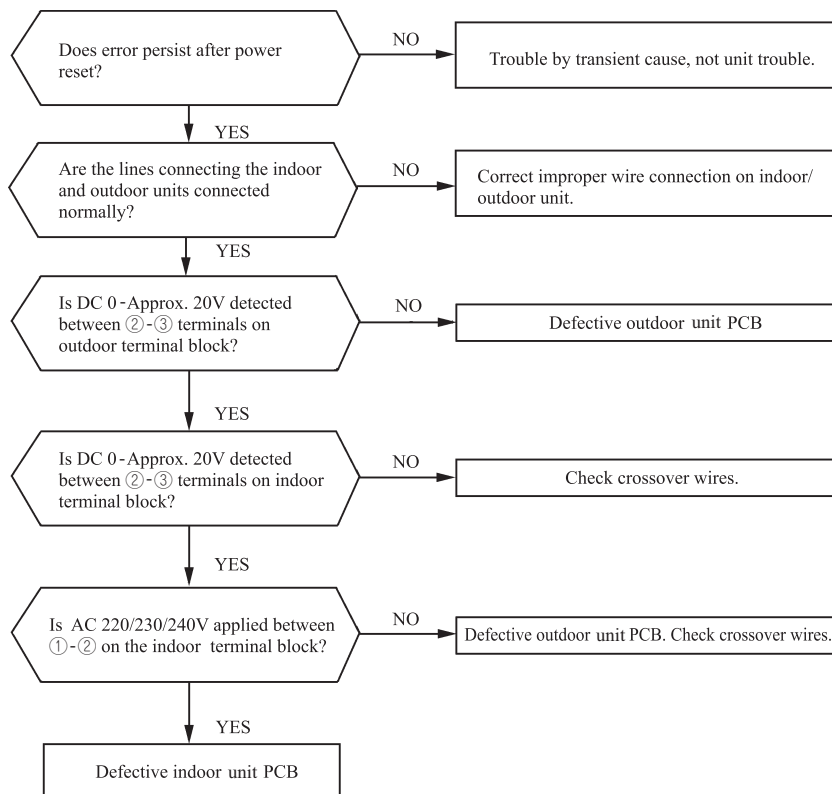 Does error persist after power
reset?
NO
Trouble by transient cause, not unit trouble.
YES
Are the lines connecting the indoor
and outdoor units connected
normally?
NO
Correct improper wire connection on indoor/
outdoor unit.
YES
Is DC 0-Approx. 20V detected
between ②-③ terminals on
outdoor terminal block?
NO
Defective outdoor unit PCB
YES
Is DC 0-Approx. 20V detected
between ②-③ terminals on indoor
terminal block?
NO
Check crossover wires.
YES
Is AC 220/230/240V applied between
①-② on the indoor terminal block?
NO
Defective outdoor unit PCB. Check crossover wires.
YES
Defective indoor unit PCB